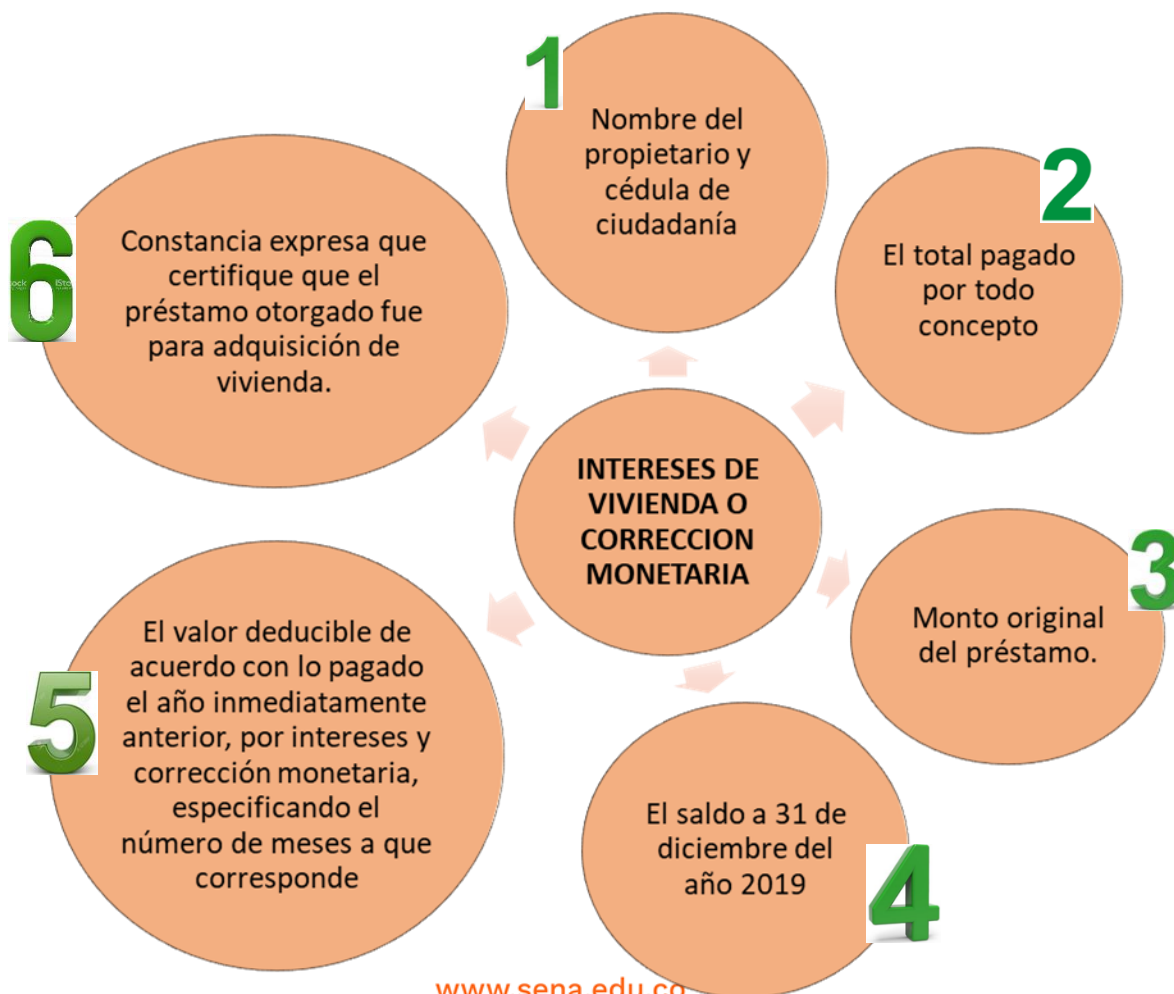 1
Nombre del
propietario y
cédula de
ciudadanía
2
El total pagado
por todo
concepto
3
Monto original
del préstamo.
4
El saldo a 31 de
diciembre del
año 2019
5
El valor deducible de
acuerdo con lo pagado
el año inmediatamente
anterior, por intereses y
corrección monetaria,
especificando el
número de meses a que
corresponde
6
Constancia expresa que
certifique que el
préstamo otorgado fue
para adquisición de
vivienda.
INTERESES DE
VIVIENDA O
CORRECCION
MONETARIA
www.sena.edu.co